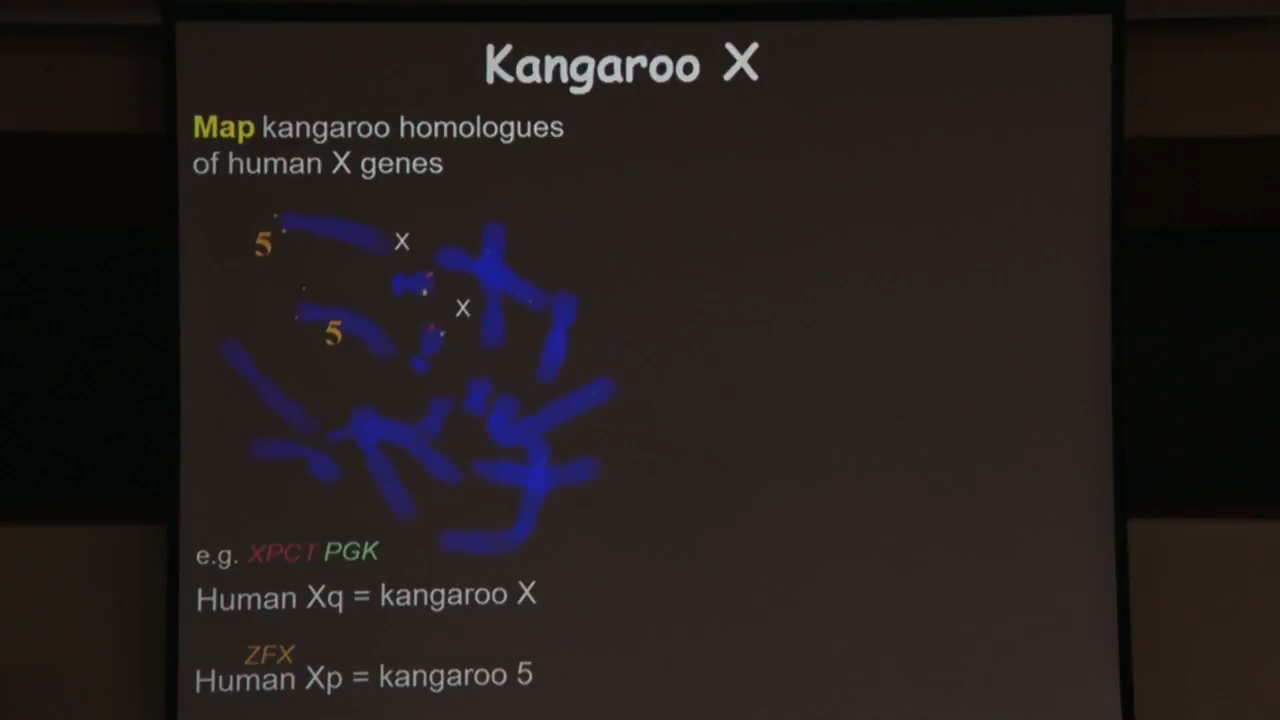 Kangaroo X
Map kangaroo homologues
of human X genes
5
X
X
5
e.g. XPCT PGK
Human Xq = kangaroo X
ZFX
Human Xp = kangaroo 5